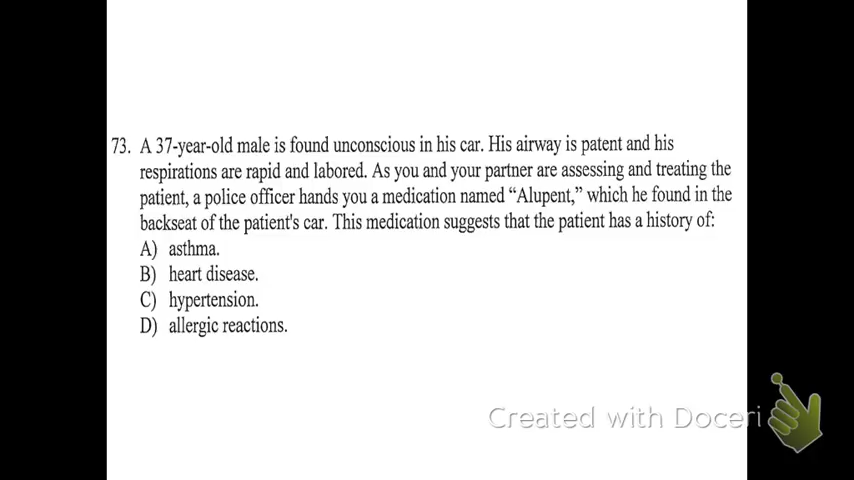 73. A 37-year-old male is found unconscious in his car. His airway is patent and his
respirations are rapid and labored. As you and your partner are assessing and treating the
patient, a police officer hands you a medication named “Alupent,” which he found in the
backseat of the patient's car. This medication suggests that the patient has a history of:
A) asthma.
B) heart disease.
C) hypertension.
D) allergic reactions.
Created with Doceri